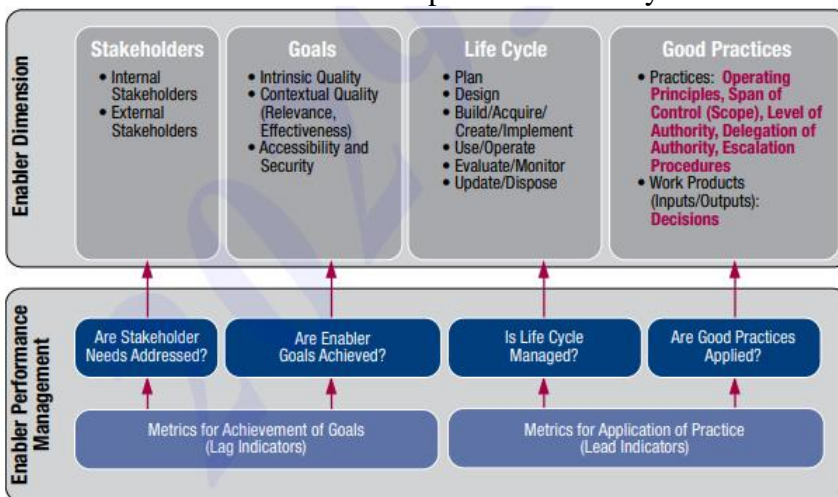 Stakeholders
• Internal
Stakeholders
• External
Stakeholders
Goals
• Intrinsic Quality
• Contextual Quality
(Relevance,
Effectiveness)
• Accessibility and
Security
Life Cycle
• Plan
• Design
• Build/Acquire/
Create/Implement
• Use/Operate
• Evaluate/Monitor
• Update/Dispose
Good Practices
• Practices: Operating
Principles, Span of
Control (Scope), Level of
Authority, Delegation of
Authority, Escalation
Procedures
• Work Products
(Inputs/Outputs):
Decisions
Enabler Dimension
Are Stakeholder
Needs Addressed?
Are Enabler
Goals Achieved?
Is Life Cycle
Managed?
Are Good Practices
Applied?
Metrics for Achievement of Goals
(Lag Indicators)
Metrics for Application of Practice
(Lead Indicators)
Enabler Performance
Management